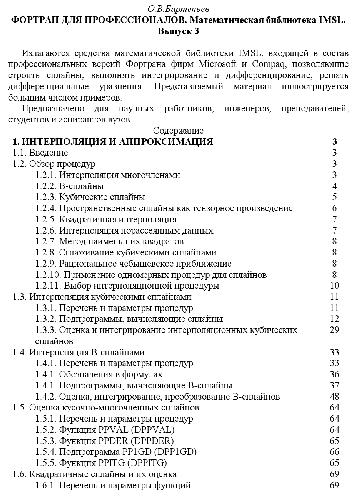 О.В.Бартеньев
ФОРТРАН ДЛЯ ПРОФЕССИОНАЛОВ. Математическая библиотека IMSL.
Выпуск 3
Излагаются средства математической библиотеки IMSL, входящей в состав
профессиональных версий Фортрана фирм Microsoft и Compaq, позволяющие
строить сплайны, выполнять интегрирование и дифференцирование, решать
дифференциальные уравнения. Представляемый материал иллюстрируется
большим числом примеров.
Предназначено для научных работников, инженеров, преподавателей,
студентов и аспирантов вузов.
Содержание
1. ИНТЕРПОЛЯЦИЯ И АППРОКСИМАЦИЯ 3
1.1. Введение 3
1.2. Обзор процедур 3
1.2.1. Интерполяция многочленами 3
1.2.2. В-сплайны 4
1.2.3. Кубические сплайны 5
1.2.4. Пространственные сплайны как тензорное произведение 6
1.2.5. Квадратичная интерполяция 7
1.2.6. Интерполяция рассеянным данных 7
1.2.7. Метод наименьших квадратов 8
1.2.8. Сглаживание кубическими сплайнами 8
1.2.9. Рациональное чебышевское приближение 8
1.2.10. Применение одномерных процедур для сплайнов 8
1.2.11. Выбор интерполяционной процедуры 10
1.3. Интерполяция кубическими сплайнами 11
1.3.1. Перечень и параметры процедур 11
1.3.2. Подпрограммы, вычисляющие сплайны 12
1.3.3. Оценка и интегрирование интерполяционных кубических 29
сплайнов
1.4. Интерполяция В-сплайнами 33
1.4.1. Перечень и параметры процедур 33
1.4.1. Обозначения в формулах 36
1.4.1. Подпрограммы, вычисляющие В-сплайны 37
1.4.2. Оценка, интегрирование, преобразование В-сплайнов 48
1.5. Оценка кусочно-многочленных сплайнов 64
1.5.1. Перечень и параметры процедур 64
1.5.2. Функция PPVAL (DPPVAL) 64
1.5.3. Функция PPDER (DPPDER) 65
1.5.4. Подпрограмма PP1GD (DPP1GD) 66
1.5.5. Функция PPITG (DPPITG) 65
1.6. Квадратичные сплайны и их оценка 69
1.6.1. Перечень и параметры функций 69